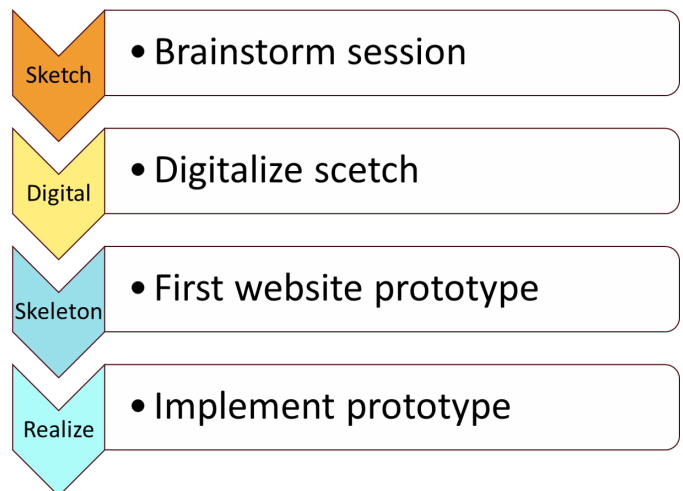 Sketch
• Brainstorm session
Digital
• Digitalize scetch
Skeleton
• First website prototype
Realize
• Implement prototype